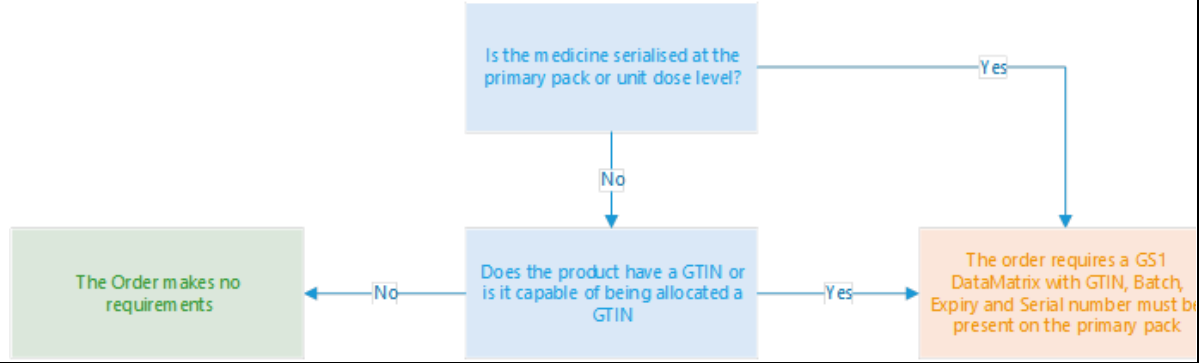 Is the medicine serialised at the
primary pack or unit dose level?
Yes
No
The Order makes no
requirements
No
Does the product have a GTIN or
is it capable of being allocated a
GTIN
Yes
The order requires a GS1
DataMatrix with GTIN, Batch,
Expiry and Serial number must be
present on the primary pack